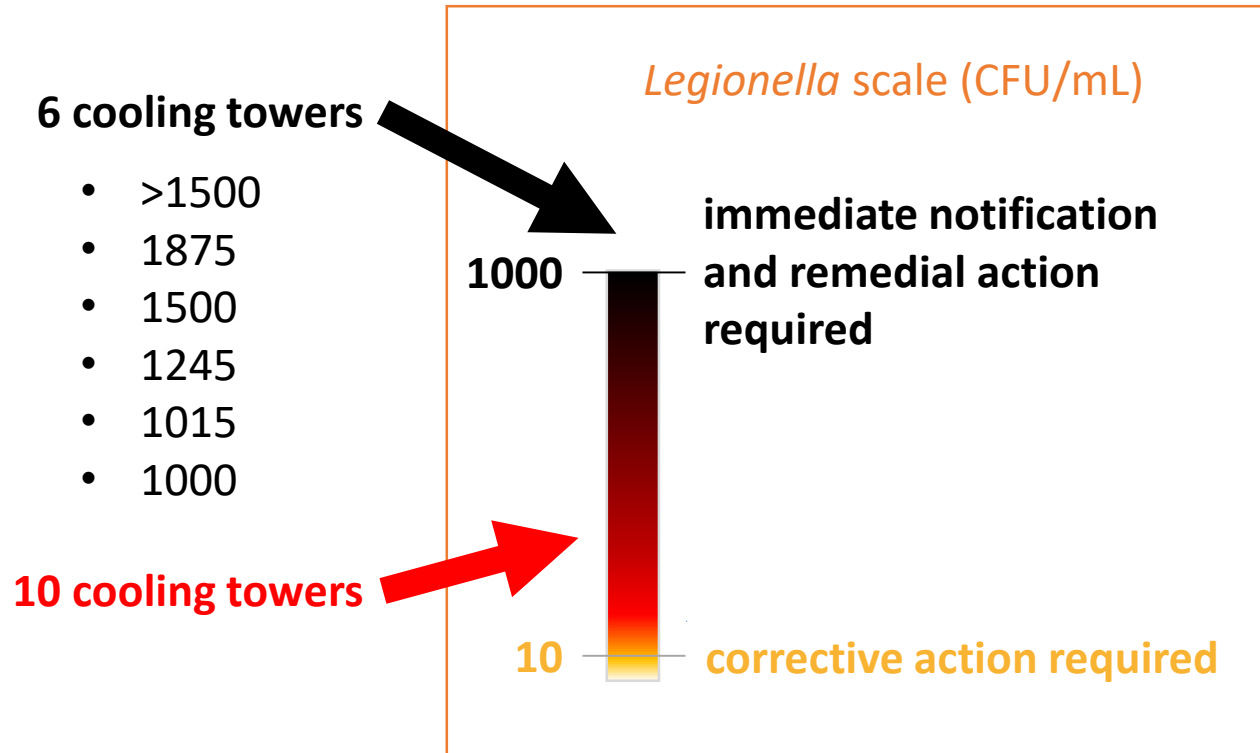 Legionella scale (CFU/mL)
6 cooling towers
• >1500
• 1875
• 1500
• 1245
• 1015
• 1000
immediate notification
and remedial action
required
1000
10 cooling towers
10
corrective action required